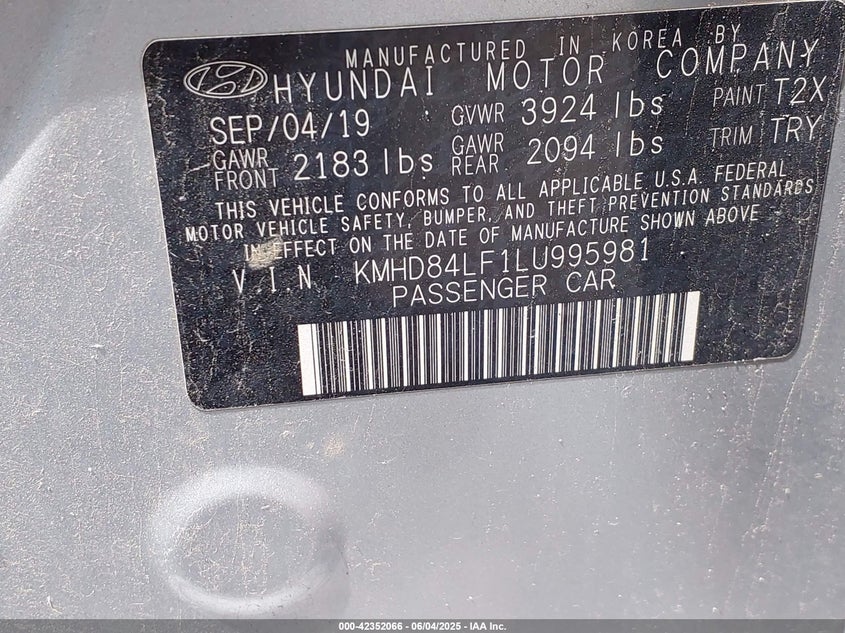 MANUFACTURED IN KOREA BY
HYUNDAI MOTOR COMPANY
SEP/04/19 GVWR 3924 lbs PAINT T2X
GAWR FRONT 2183 lbs GAWR REAR 2094 lbs TRIM TRY
THIS VEHICLE CONFORMS TO ALL APPLICABLE U.S.A. FEDERAL
MOTOR VEHICLE SAFETY, BUMPER, AND THEFT PREVENTION STANDARDS
IN EFFECT ON THE DATE OF MANUFACTURE SHOWN ABOVE
V I N KMHD84LF1LU995981
PASSENGER CAR
000-42352066 - 06/04/2025 - IAA Inc.